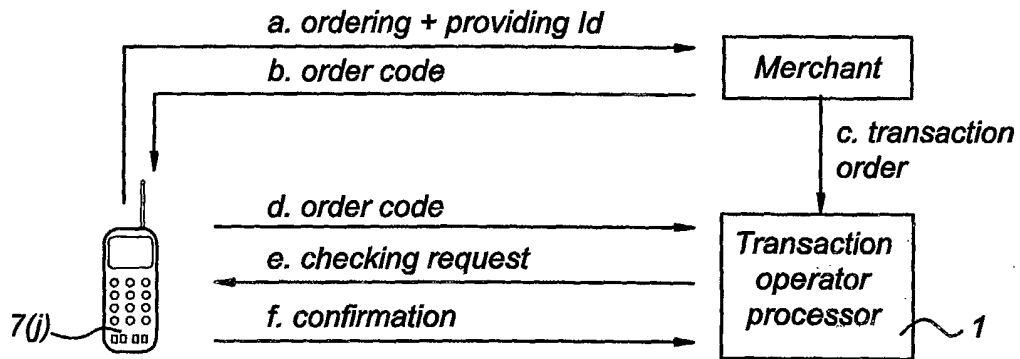 a. ordering + providing Id
b. order code
Merchant
c. transaction
order
d. order code
e. checking request
f. confirmation
Transaction
operator
processor
7(j)
1